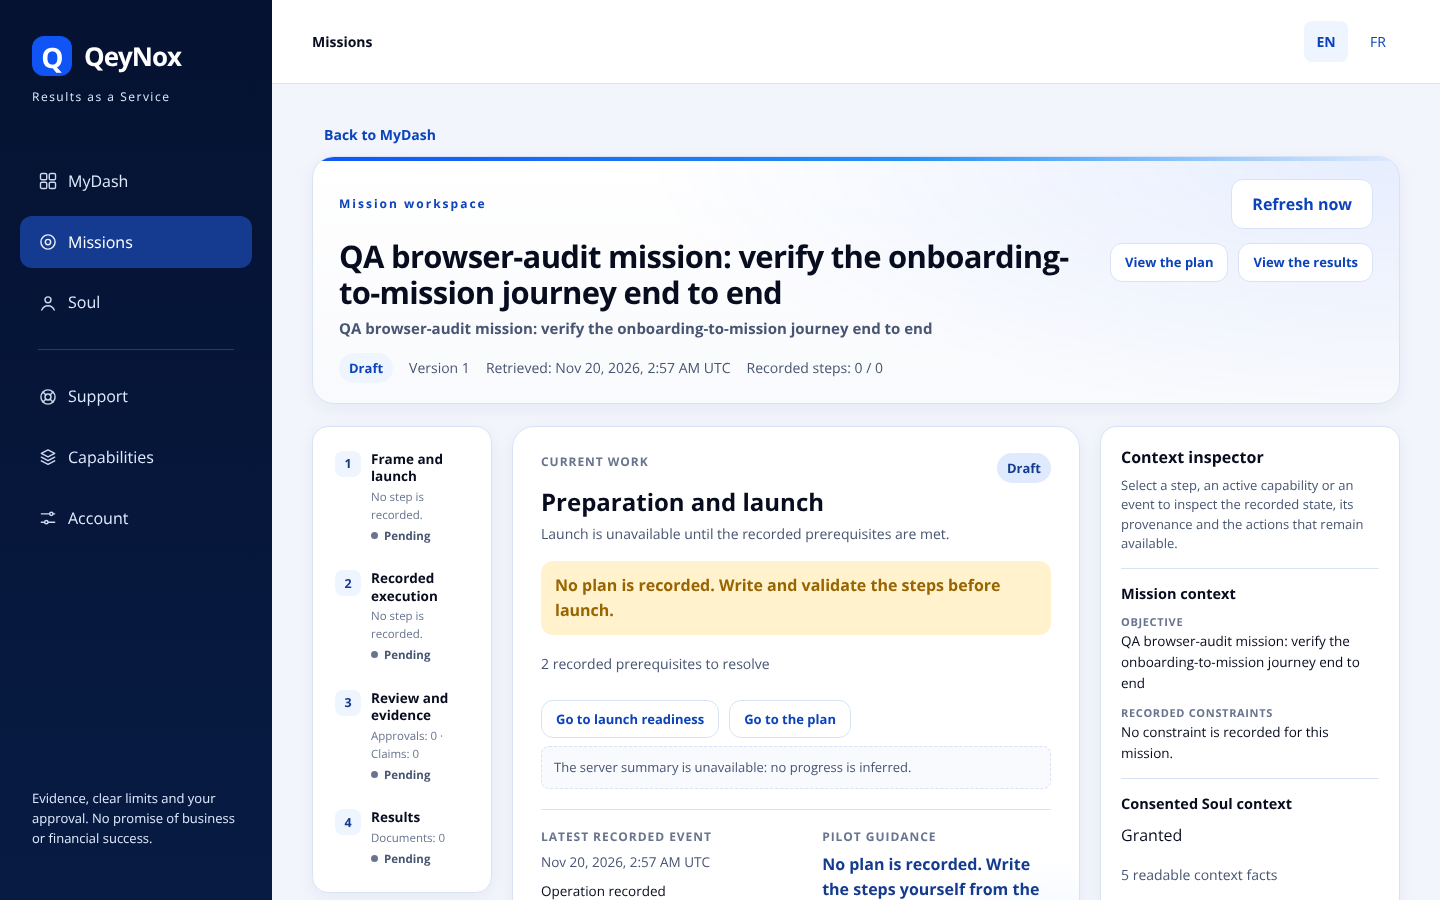 Q QeyNox
Results as a Service
MyDash
Missions
Soul
Support
Capabilities
Account
Evidence, clear limits and your
approval. No promise of business
or financial success.
Missions
EN
FR
Back to MyDash
Mission workspace
Refresh now
QA browser-audit mission: verify the onboarding-
to-mission journey end to end
View the plan
View the results
QA browser-audit mission: verify the onboarding-to-mission journey end to end
Draft
Version 1
Retrieved: Nov 20, 2026, 2:57 AM UTC
Recorded steps: 0 / 0
1
Frame and
launch
No step is
recorded.
Pending
2
Recorded
execution
No step is
recorded.
Pending
3
Review and
evidence
Approvals: 0 ·
Claims: 0
Pending
4
Results
Documents: 0
Pending
CURRENT WORK
Draft
Preparation and launch
Launch is unavailable until the recorded prerequisites are met.
No plan is recorded. Write and validate the steps before
launch.
2 recorded prerequisites to resolve
Go to launch readiness
Go to the plan
The server summary is unavailable: no progress is inferred.
LATEST RECORDED EVENT
Nov 20, 2026, 2:57 AM UTC
Operation recorded
PILOT GUIDANCE
No plan is recorded. Write
the steps yourself from the
Context inspector
Select a step, an active capability or an
event to inspect the recorded state, its
provenance and the actions that remain
available.
Mission context
OBJECTIVE
QA browser-audit mission: verify the
onboarding-to-mission journey end to
end
RECORDED CONSTRAINTS
No constraint is recorded for this
mission.
Consented Soul context
Granted
5 readable context facts